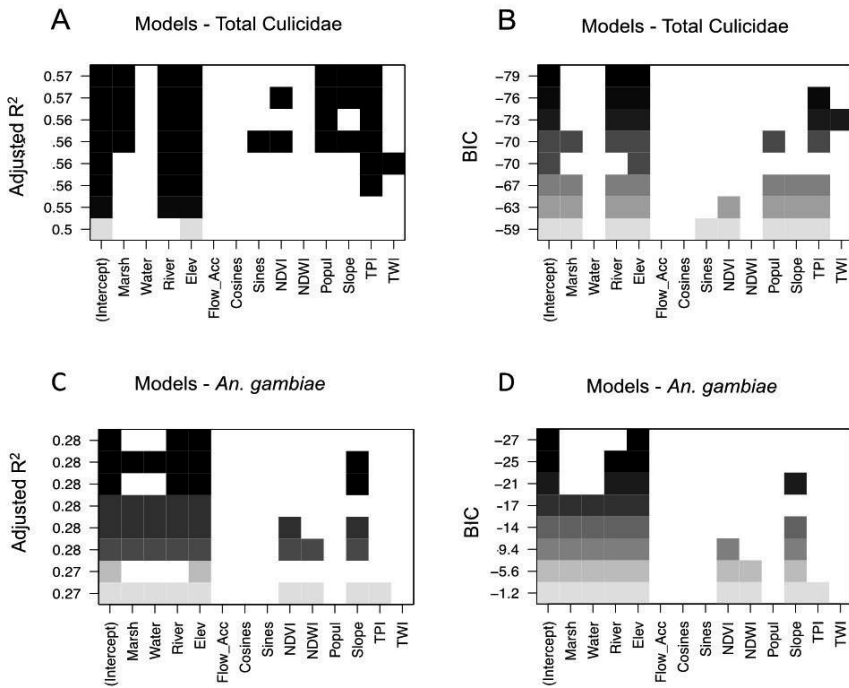 A
Models - Total Culicidae
Adjusted R²
0.57
0.57
0.56
0.56
0.56
0.56
0.55
0.5
(Intercept)
Marsh
Water
River
Elev
Flow_Acc
Cosines
Sines
NDVI
NDWI
Popul
Slope
TPI
TWI
B
Models - Total Culicidae
BIC
−79
−76
−73
−70
−70
−67
−63
−59
(Intercept)
Marsh
Water
River
Elev
Flow_Acc
Cosines
Sines
NDVI
NDWI
Popul
Slope
TPI
TWI
C
Models - An. gambiae
Adjusted R²
0.28
0.28
0.28
0.28
0.28
0.28
0.27
0.27
(Intercept)
Marsh
Water
River
Elev
Flow_Acc
Cosines
Sines
NDVI
NDWI
Popul
Slope
TPI
TWI
D
Models - An. gambiae
BIC
−27
−25
−21
−17
−14
9.4
−5.6
−1.2
(Intercept)
Marsh
Water
River
Elev
Flow_Acc
Cosines
Sines
NDVI
NDWI
Popul
Slope
TPI
TWI